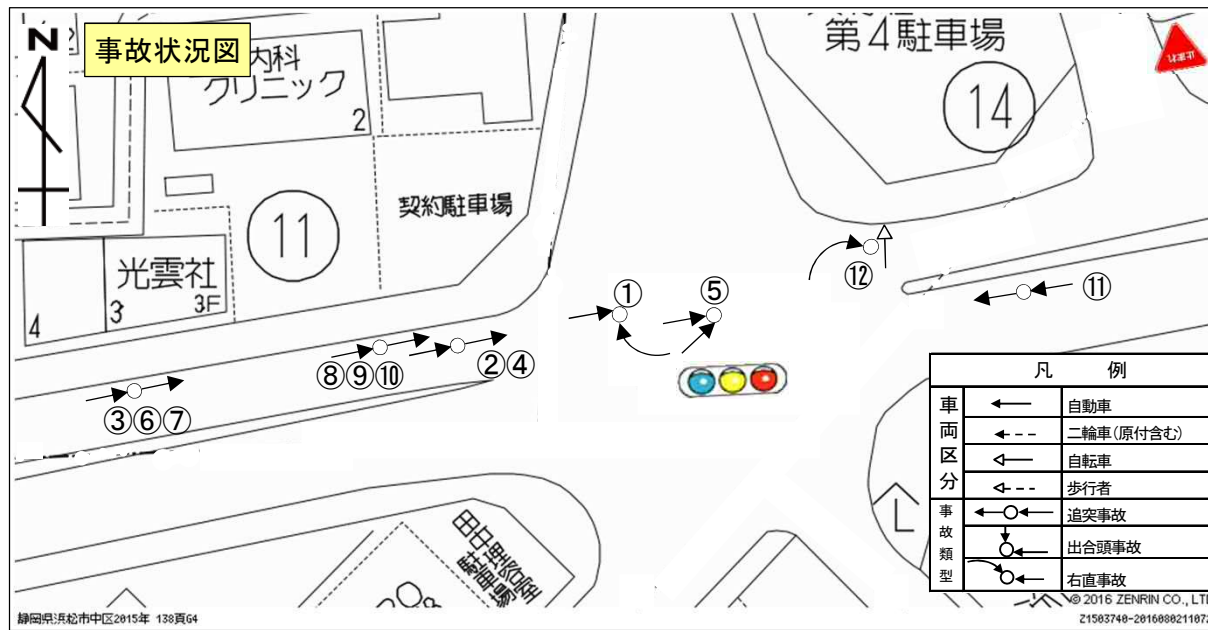 N
事故状況図
内科
クリニック
2
第4駐車場
14
止まれ
契約駐車場
11
光雲社
3F
3
4
①
⑤
⑫
⑪
②④
⑧⑨⑩
③⑥⑦
凡 例
車両区分
自動車
二輪車(原付含む)
自転車
歩行者
事故類型
追突事故
出合頭事故
右直事故
静岡県浜松市中区2015年 138頁G4
© 2016 ZENRIN CO., LTD